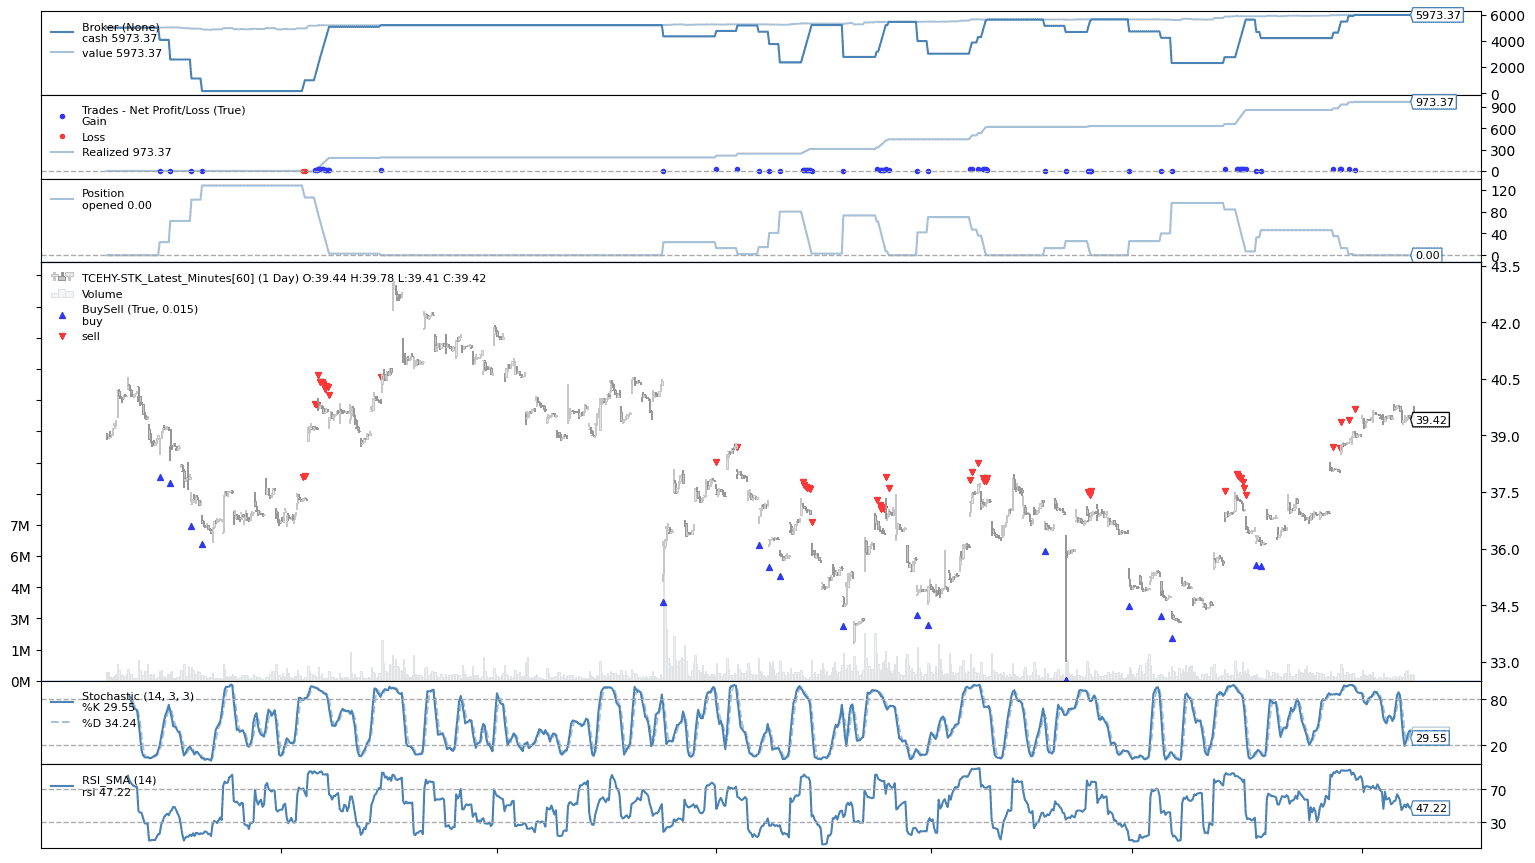 Broker (None)
cash 5973.37
value 5973.37
5973.37
6000
4000
2000
0
Trades - Net Profit/Loss (True)
Gain
Loss
Realized 973.37
973.37
900
600
300
0
Position
opened 0.00
120
80
40
0
0.00
TCEHY-STK_Latest_Minutes[60] (1 Day) O:39.44 H:39.78 L:39.41 C:39.42
Volume
BuySell (True, 0.015)
buy
sell
43.5
42.0
40.5
39.42
39.0
37.5
36.0
34.5
33.0
7M
6M
4M
3M
1M
0M
Stochastic (14, 3, 3)
%K 29.55
%D 34.24
80
29.55
20
RSI_SMA (14)
rsi 47.22
70
47.22
30